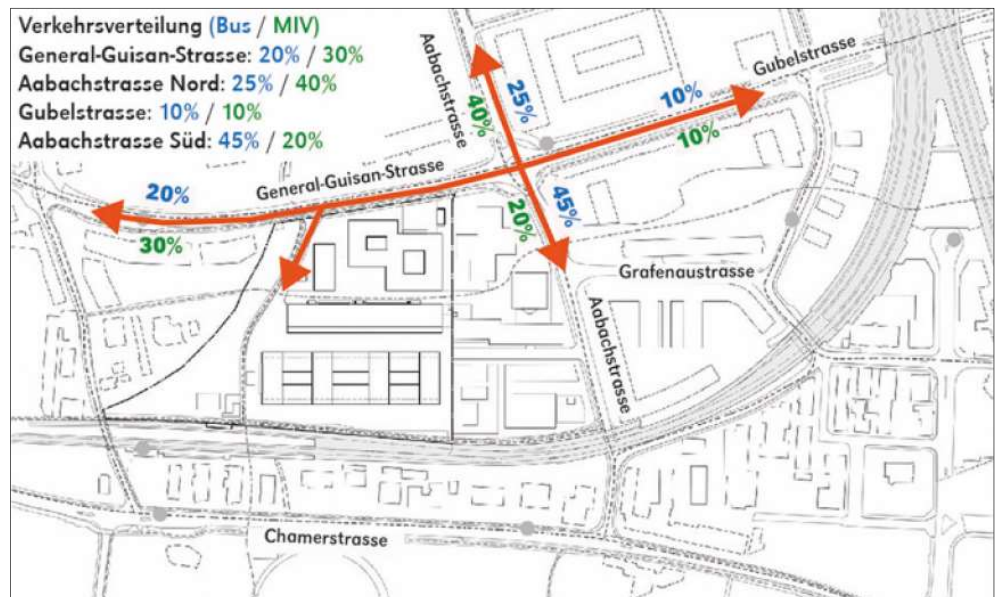 Verkehrsverteilung (Bus / MIV)
General-Guisan-Strasse: 20% / 30%
Aabachstrasse Nord: 25% / 40%
Gubelstrasse: 10% / 10%
Aabachstrasse Süd: 45% / 20%
Aabachstrasse
Gubelstrasse
40%
25%
10%
10%
General-Guisan-Strasse
20%
30%
20%
45%
Grafenaustrasse
Aabachstrasse
Chamerstrasse